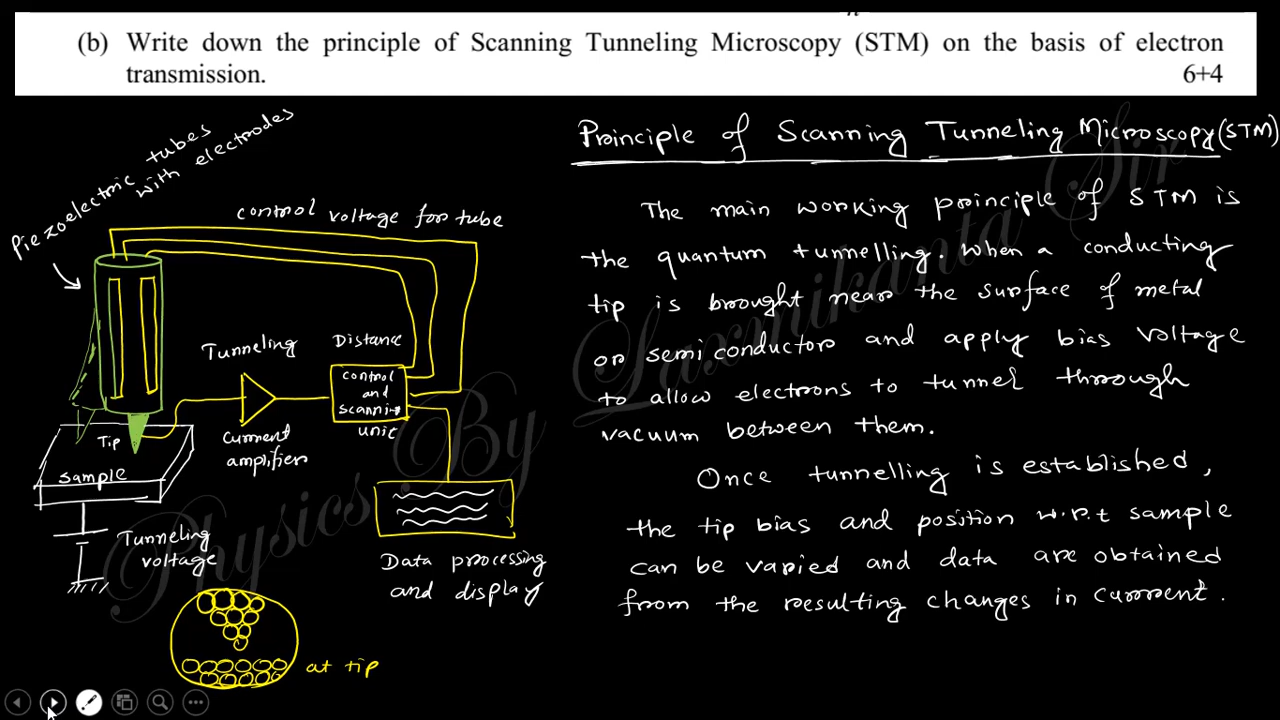 (b) Write down the principle of Scanning Tunneling Microscopy (STM) on the basis of electron
transmission. 6+4
Piezoelectric tubes
with electrodes
control voltage for tube
Tunneling
Current
amplifier
Distance
control
and
scanning
unit
Tip
Sample
Tunneling
voltage
Data processing
and display
at tip
Principle of Scanning Tunneling Microscopy(STM)
The main working principle of STM is
the quantum tunnelling. When a conducting
tip is brought near the surface of metal
or semiconductor and apply bias voltage
to allow electrons to tunnel through
vacuum between them.
Once tunnelling is established,
the tip bias and position w.r.t sample
can be varied and data are obtained
from the resulting changes in current.
Physics By Laxmikanta Sir